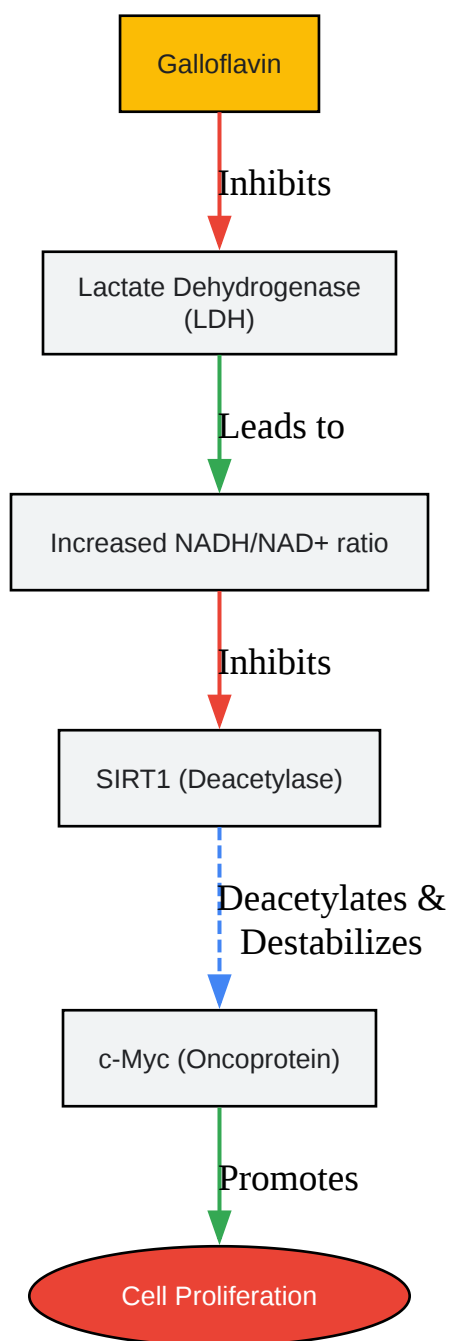 Galloflavin
Inhibits
Lactate Dehydrogenase
(LDH)
Leads to
Increased NADH/NAD+ ratio
Inhibits
SIRT1 (Deacetylase)
Deacetylates &
Destabilizes
c-Myc (Oncoprotein)
Promotes
Cell Proliferation